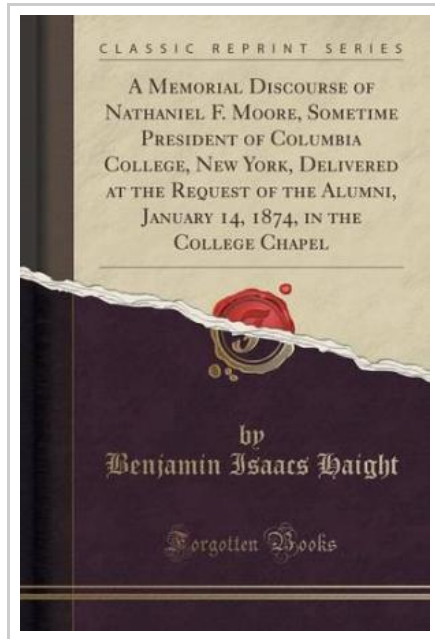 CLASSIC REPRINT SERIES
A Memorial Discourse of
Nathaniel F. Moore, Sometime
President of Columbia
College, New York, Delivered
at the Request of the Alumni,
January 14, 1874, in the
College Chapel
by
Benjamin Isaacs Haight
Forgotten Books